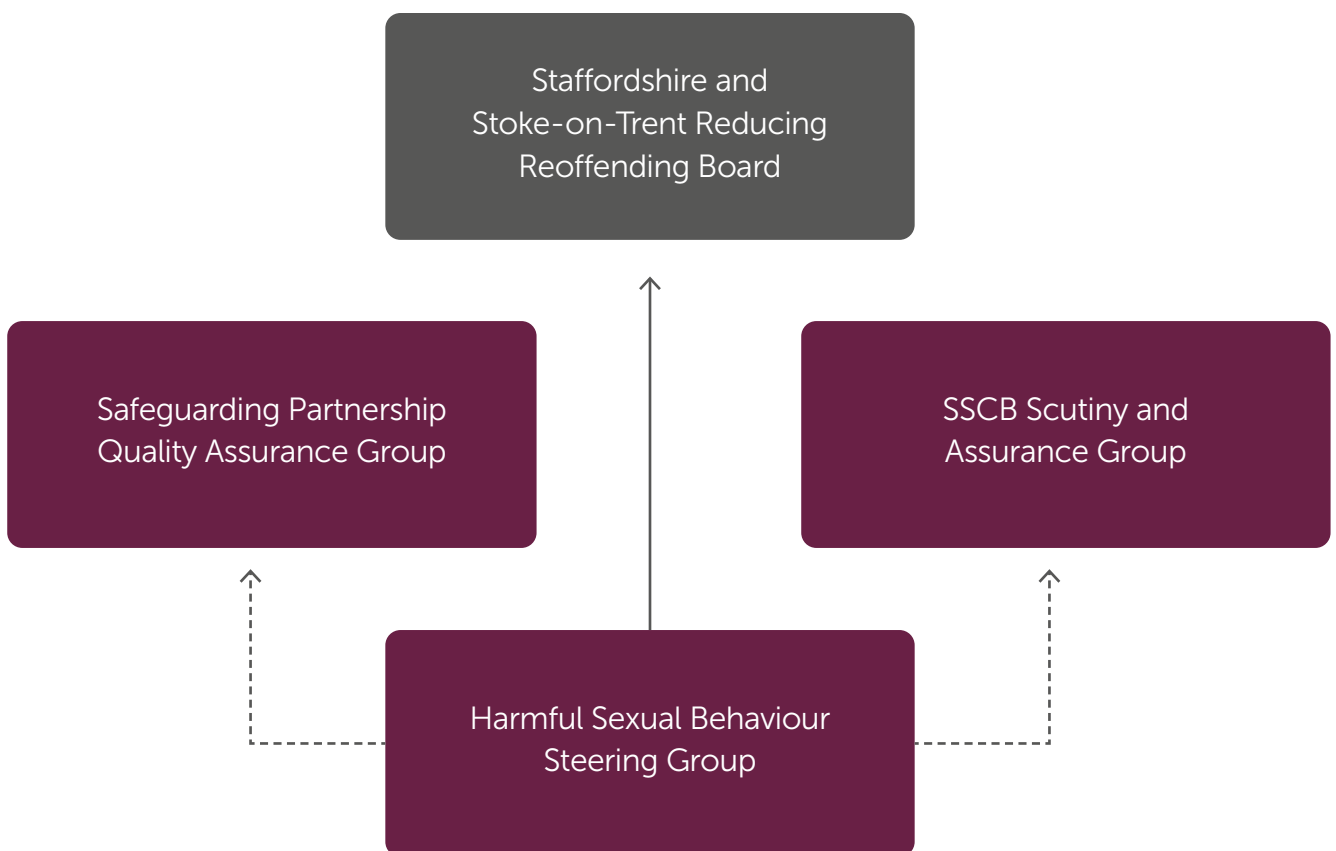 Staffordshire and
Stoke-on-Trent Reducing
Reoffending Board
Safeguarding Partnership
Quality Assurance Group
SSCB Scutiny and
Assurance Group
Harmful Sexual Behaviour
Steering Group